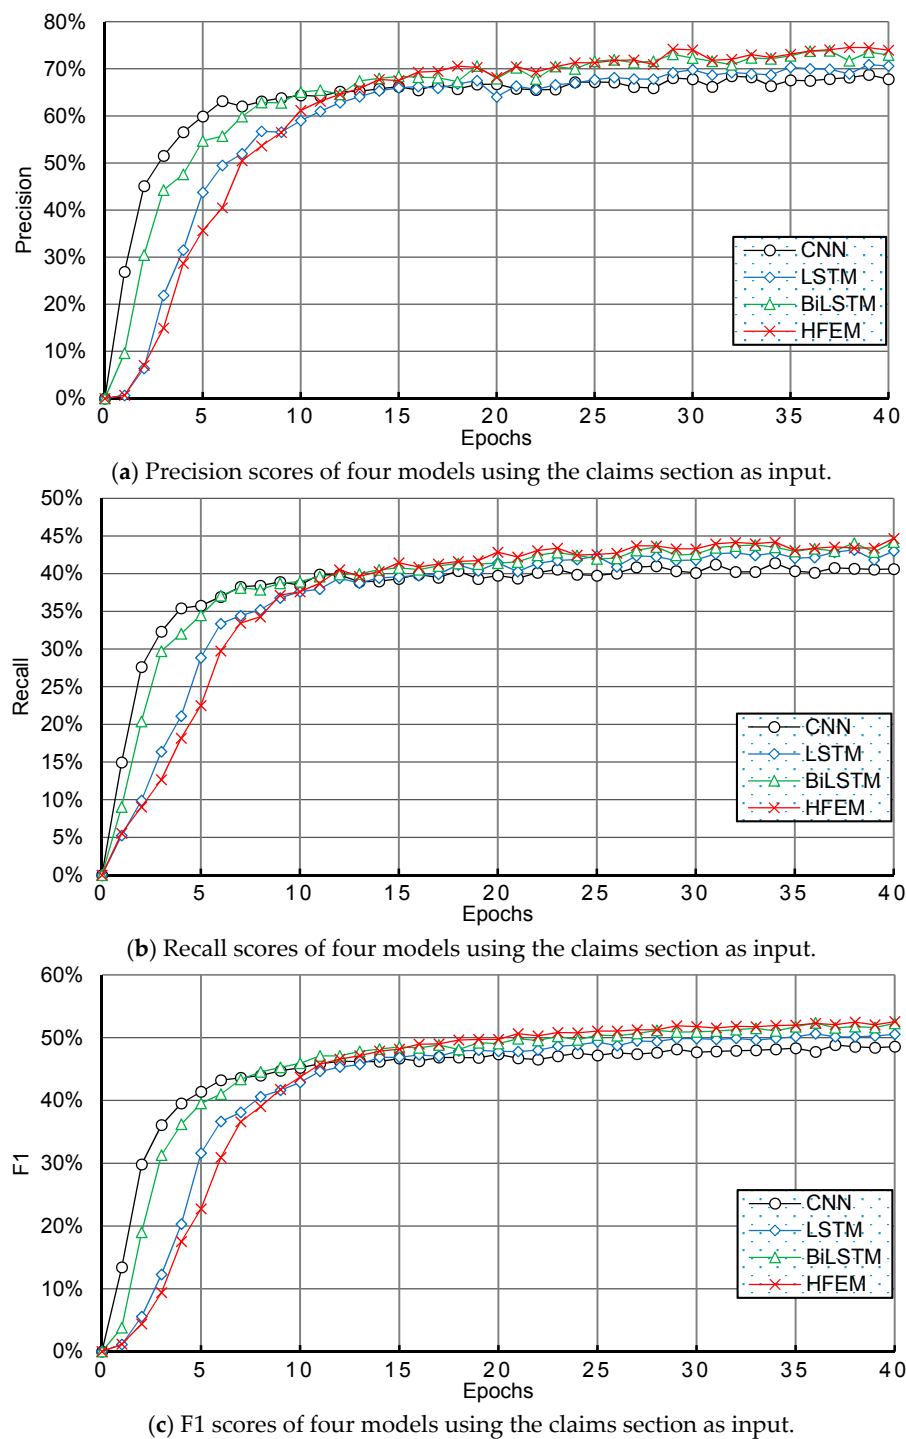 80%
70%
60%
50%
40%
30%
20%
10%
0%
Precision
CNN
LSTM
BiLSTM
HFEM
0 5 10 15 20 25 30 35 40
Epochs
(a) Precision scores of four models using the claims section as input.
50%
45%
40%
35%
30%
25%
20%
15%
10%
5%
0%
Recall
CNN
LSTM
BiLSTM
HFEM
0 5 10 15 20 25 30 35 40
Epochs
(b) Recall scores of four models using the claims section as input.
60%
50%
40%
30%
20%
10%
0%
F1
CNN
LSTM
BiLSTM
HFEM
0 5 10 15 20 25 30 35 40
Epochs
(c) F1 scores of four models using the claims section as input.